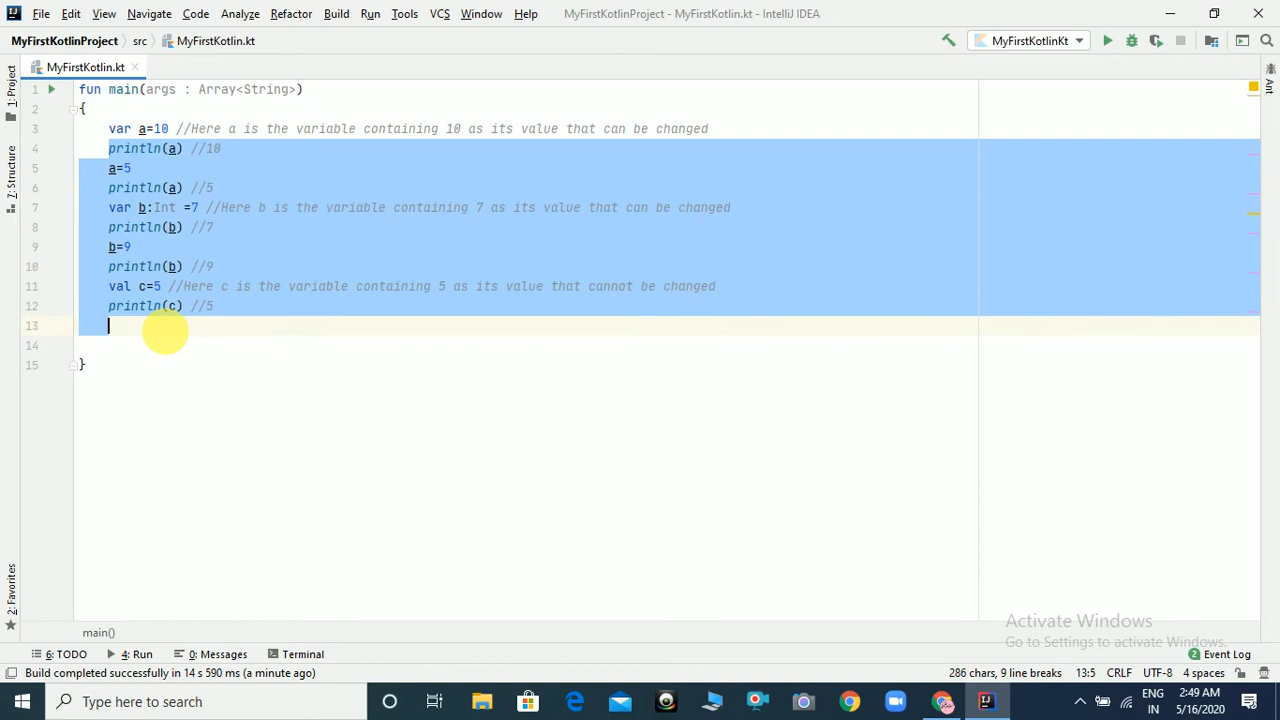 File Edit View Navigate Code Analyze Refactor Build Run Tools VCS Window Help MyFirstKotlinProject - MyFirstKotlin.kt - IntelliJ IDEA
MyFirstKotlinProject src MyFirstKotlin.kt MyFirstKotlinKt
MyFirstKotlin.kt
1: Project
7: Structure
2: Favorites
Ant
1 fun main(args : Array<String>)
2 {
3 var a=10 //Here a is the variable containing 10 as its value that can be changed
4 println(a) //10
5 a=5
6 println(a) //5
7 var b:Int =7 //Here b is the variable containing 7 as its value that can be changed
8 println(b) //7
9 b=9
10 println(b) //9
11 val c=5 //Here c is the variable containing 5 as its value that cannot be changed
12 println(c) //5
13
14
15 }
Activate Windows
Go to Settings to activate Windows.
main()
6: TODO 4: Run 0: Messages Terminal 2 Event Log
Build completed successfully in 14 s 590 ms (a minute ago) 286 chars, 9 line breaks 13:5 CRLF UTF-8 4 spaces
Type here to search
ENG 2:49 AM
IN 5/16/2020